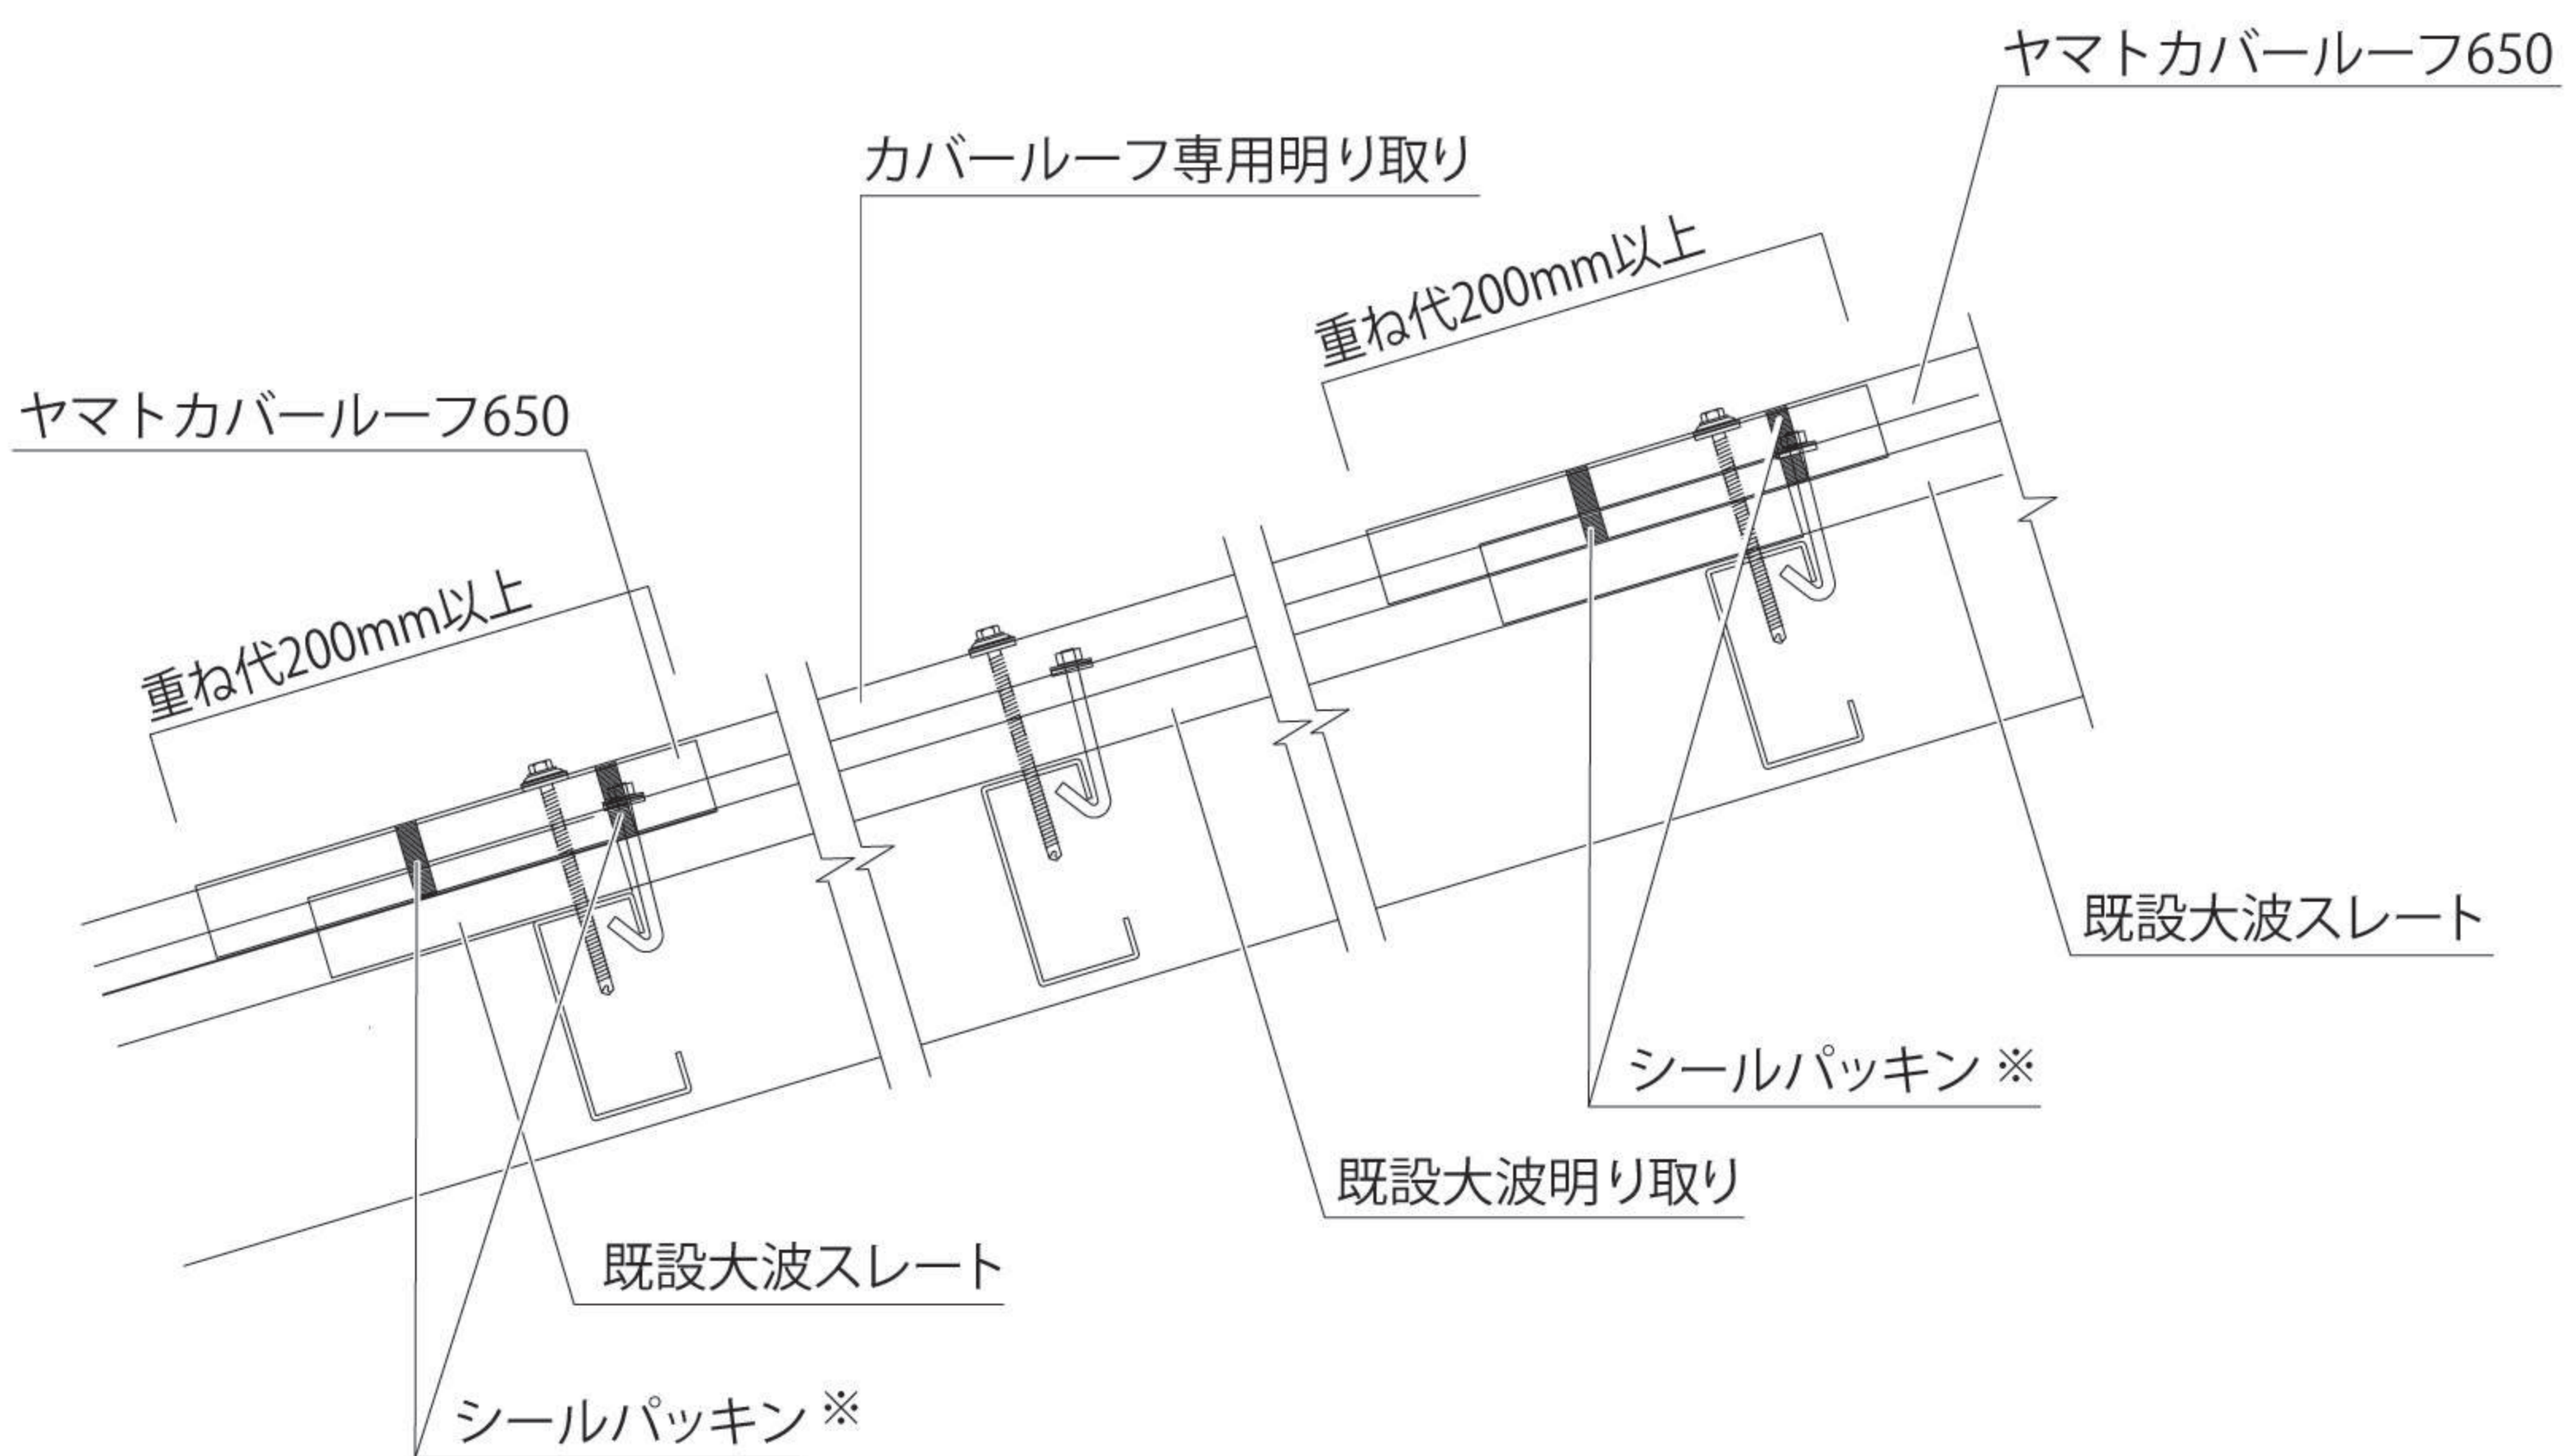 ヤマトカバールーフ650
カバールーフ専用明り取り
重ね代200mm以上
ヤマトカバールーフ650
重ね代200mm以上
既設大波スレート
シールパッキン※
既設大波明り取り
既設大波スレート
シールパッキン※